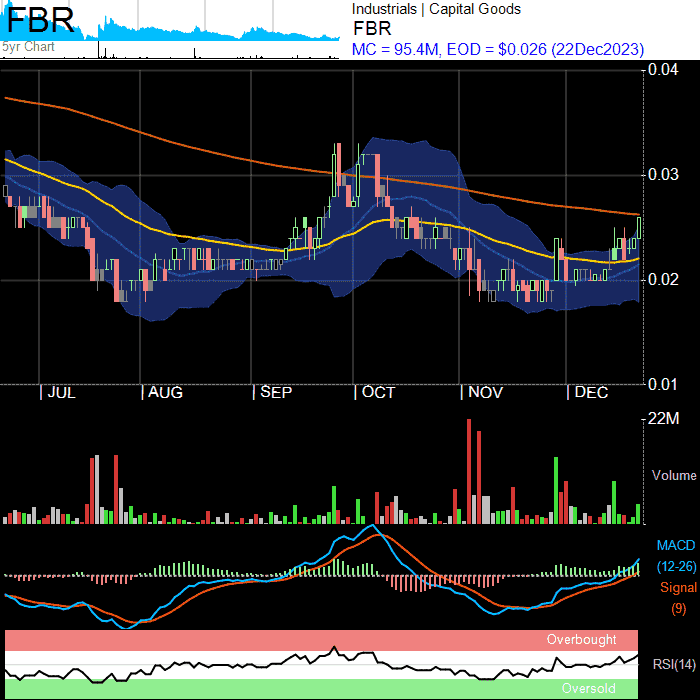 FBR
5yr Chart
Industrials | Capital Goods
FBR
MC = 95.4M, EOD = $0.026 (22Dec2023)
0.04
0.03
0.02
0.01
JUL AUG SEP OCT NOV DEC
22M
Volume
MACD
(12-26)
Signal
(9)
Overbought
RSI(14)
Oversold